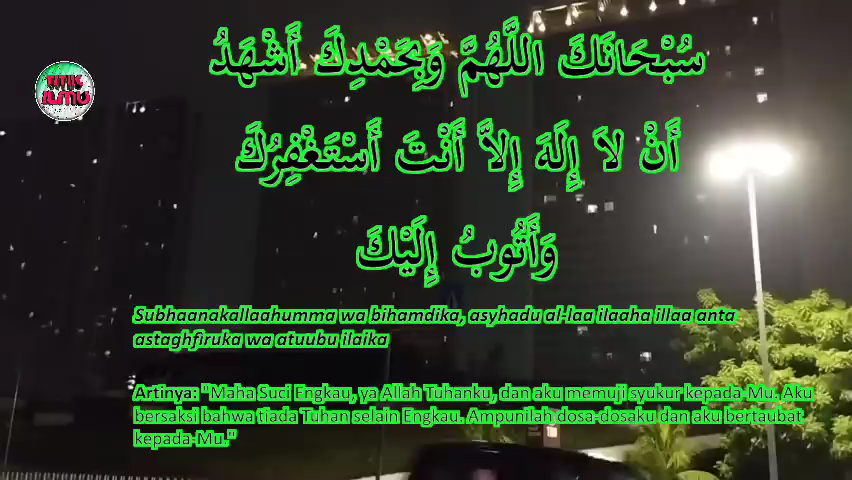 سُبْحَانَكَ اللَّهُمَّ وَبِحَمْدِكَ أَشْهَدُ
أَنْ لاَ إِلَهَ إِلاَّ أَنْتَ أَسْتَغْفِرُكَ
وَأَتُوبُ إِلَيْكَ
Subhaanakallaahumma wa bihamdika, asyhadu al-laa ilaaha illaa anta
astaghfiruka wa atuubu ilaika
Artinya: "Maha Suci Engkau, ya Allah Tuhanku, dan aku memuji syukur kepada-Mu. Aku
bersaksi bahwa tiada Tuhan selain Engkau. Ampunilah dosa-dosaku dan aku bertaubat
kepada-Mu."